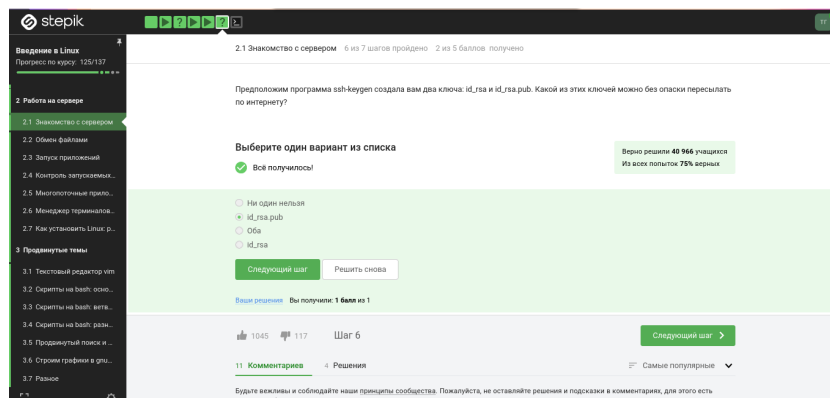 stepik
тг
Введение в Linux
Прогресс по курсу: 125/137
2 Работа на сервере
2.1 Знакомство с сервером
2.2 Обмен файлами
2.3 Запуск приложений
2.4 Контроль запускаемых...
2.5 Многопоточные прило...
2.6 Менеджер терминалов...
2.7 Как установить Linux: р...
3 Продвинутые темы
3.1 Текстовый редактор vim
3.2 Скрипты на bash: осно...
3.3 Скрипты на bash: ветв...
3.4 Скрипты на bash: разн...
3.5 Продвинутый поиск и ...
3.6 Строим графики в gnu...
3.7 Разное
2.1 Знакомство с сервером 6 из 7 шагов пройдено 2 из 5 баллов получено
Предположим программа ssh-keygen создала вам два ключа: id_rsa и id_rsa.pub. Какой из этих ключей можно без опаски пересылать
по интернету?
Выберите один вариант из списка
Всё получилось!
Верно решили 40 966 учащихся
Из всех попыток 75% верных
Ни один нельзя
id_rsa.pub
Оба
id_rsa
Следующий шаг Решить снова
Ваши решения Вы получили: 1 балл из 1
1045 117 Шаг 6 Следующий шаг
11 Комментариев 4 Решения Самые популярные
Будьте вежливы и соблюдайте наши принципы сообщества. Пожалуйста, не оставляйте решения и подсказки в комментариях, для этого есть